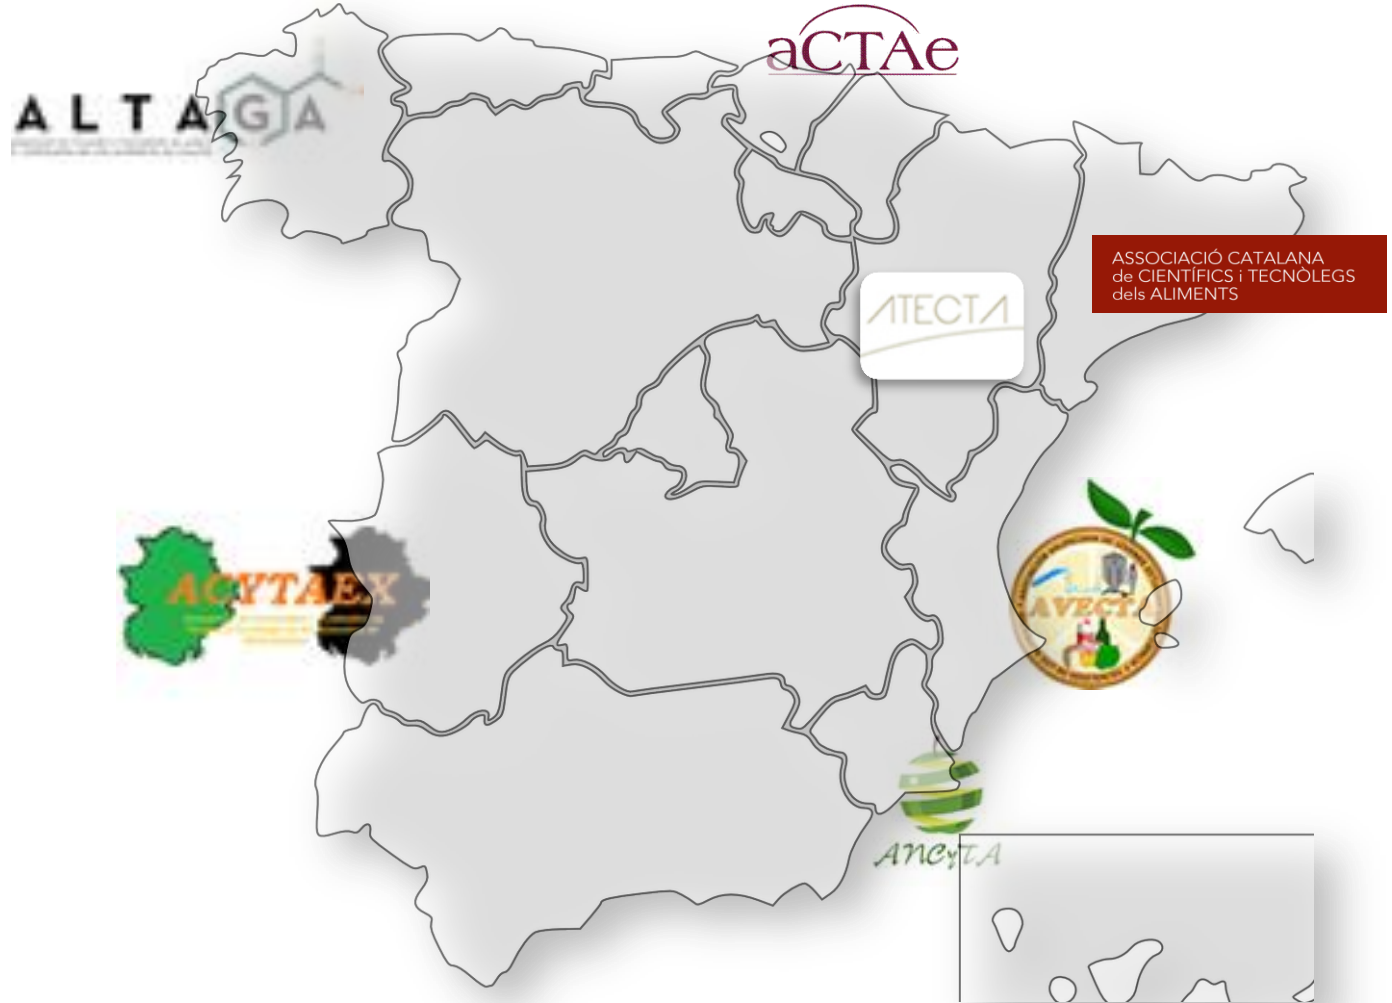 aCTAe
ALTAGA
ASSOCIACIÓ CATALANA
de CIENTÍFICS i TECNÒLEGS
dels ALIMENTS
ATECTA
ACYTAEX
AVECTA
ANCyTA